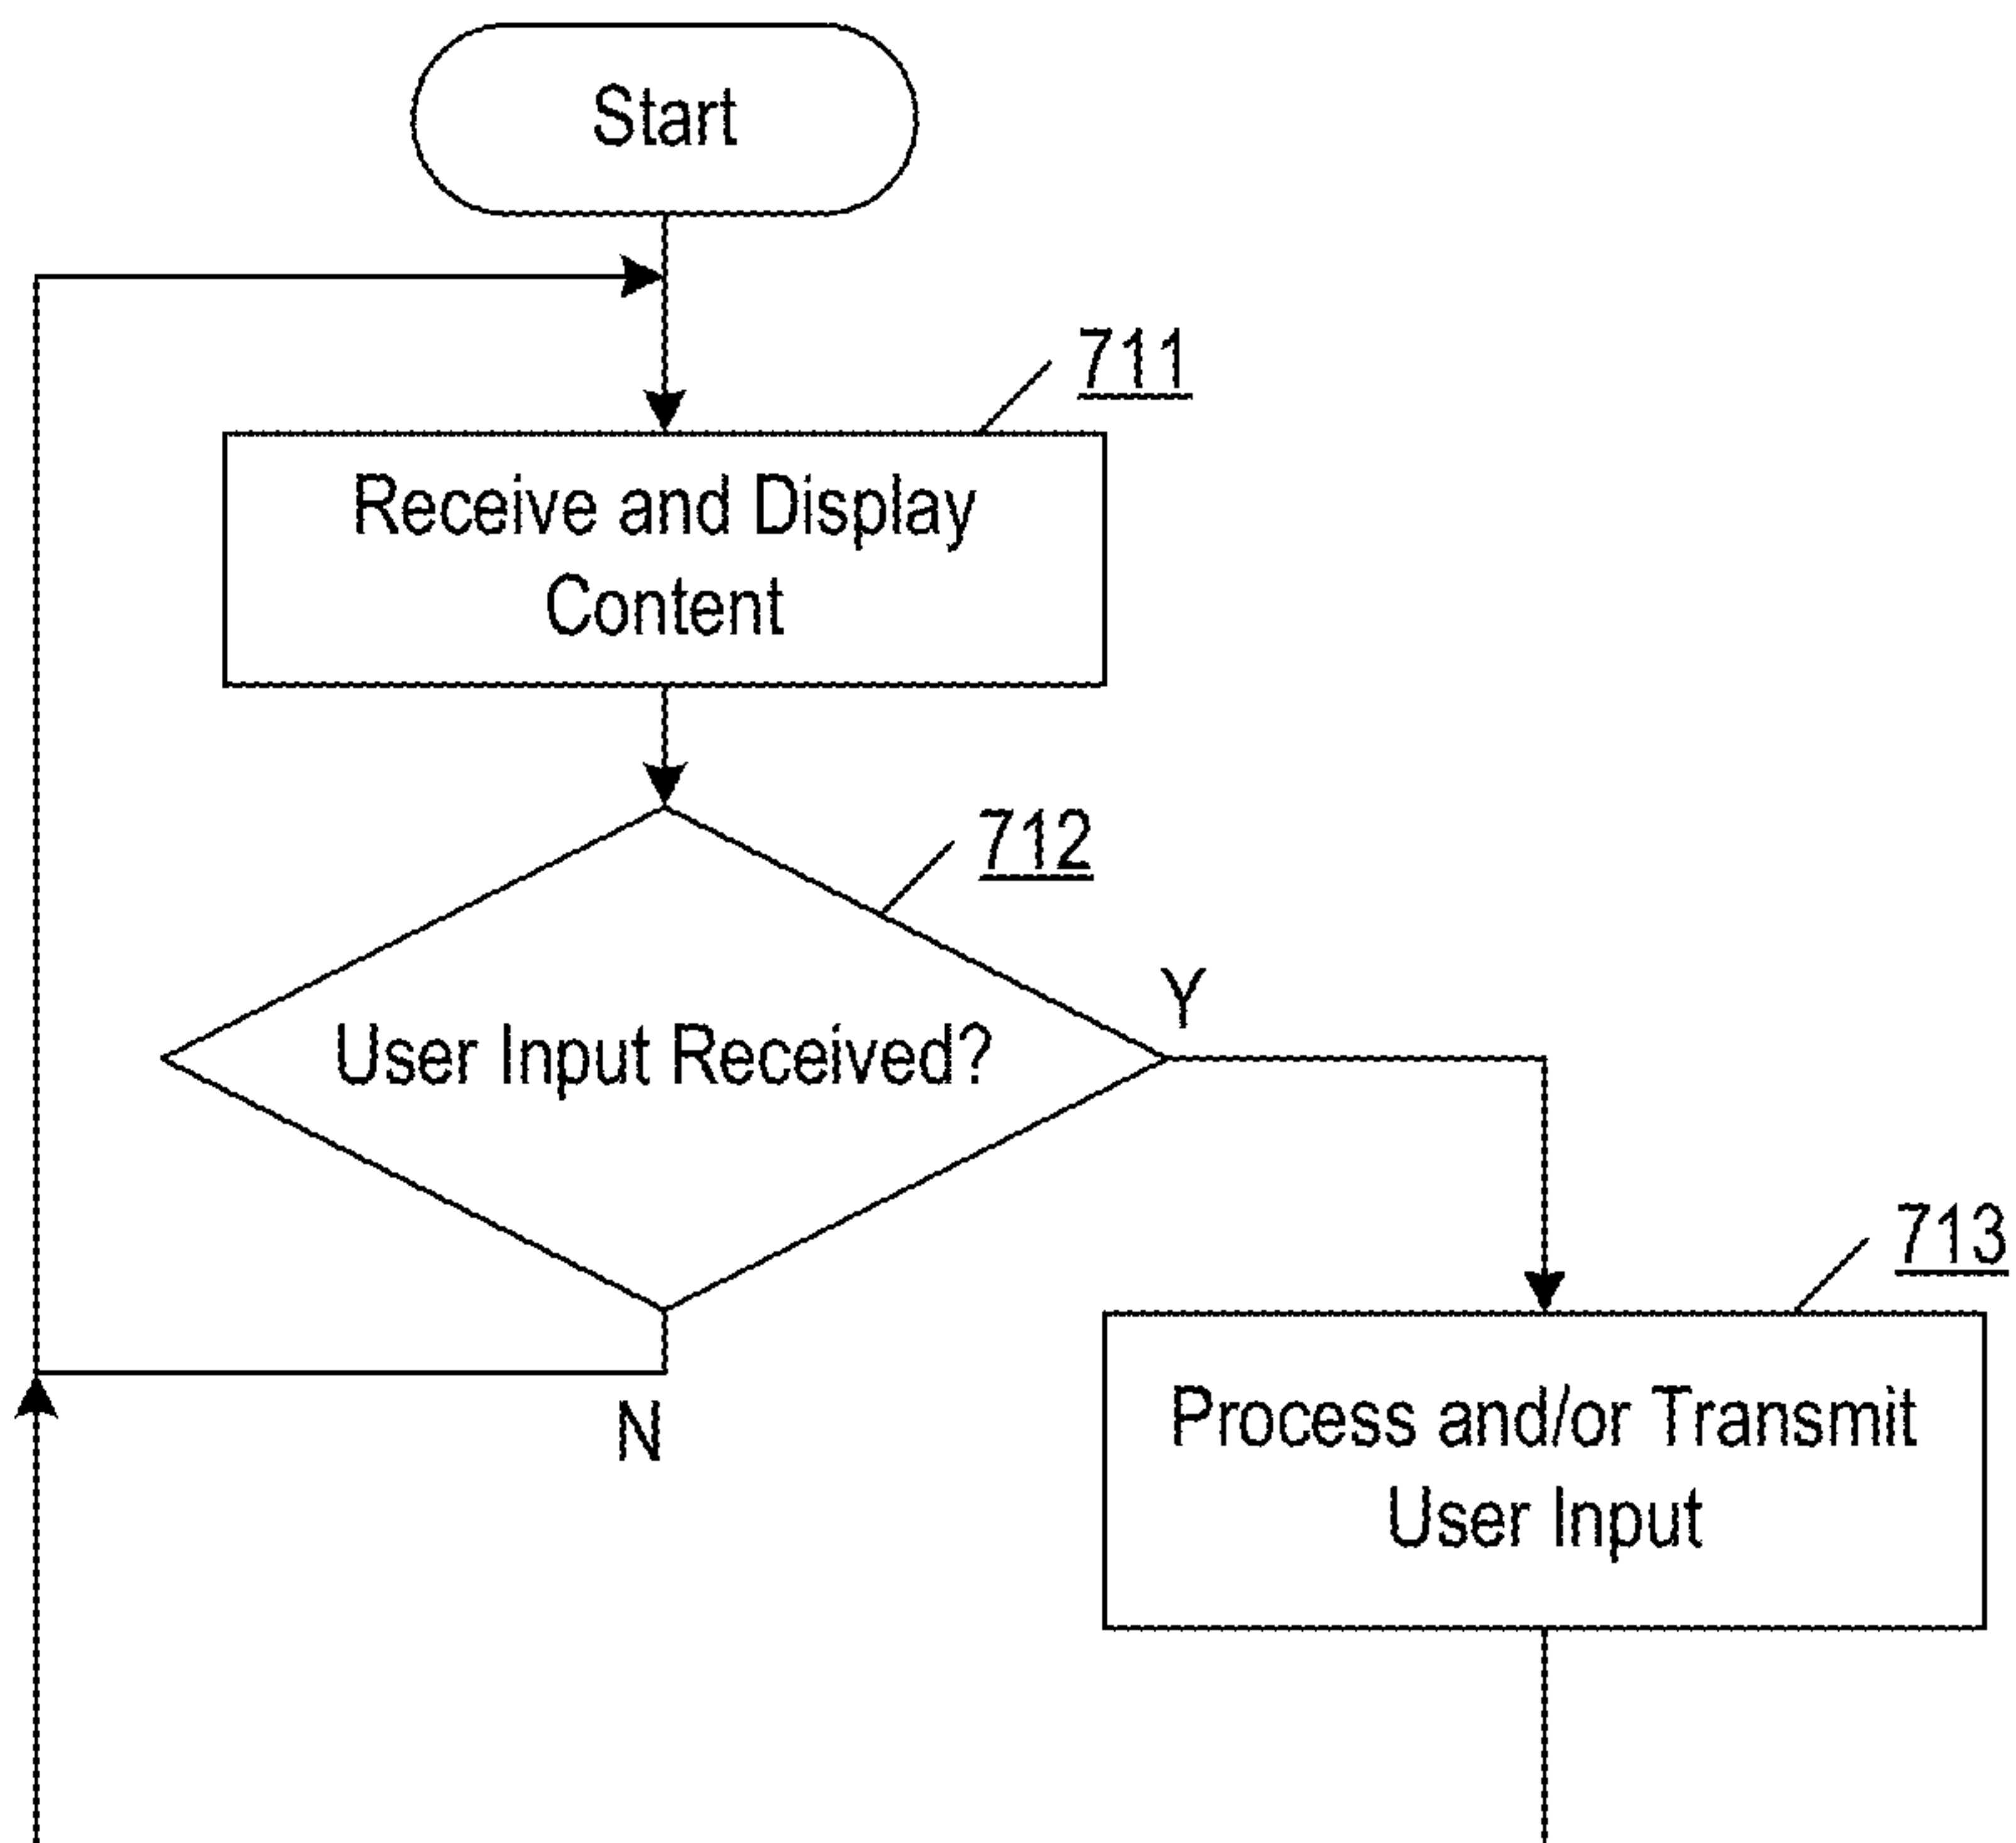 Start
711
Receive and Display
Content
712
User Input Received?
Y
N
713
Process and/or Transmit
User Input